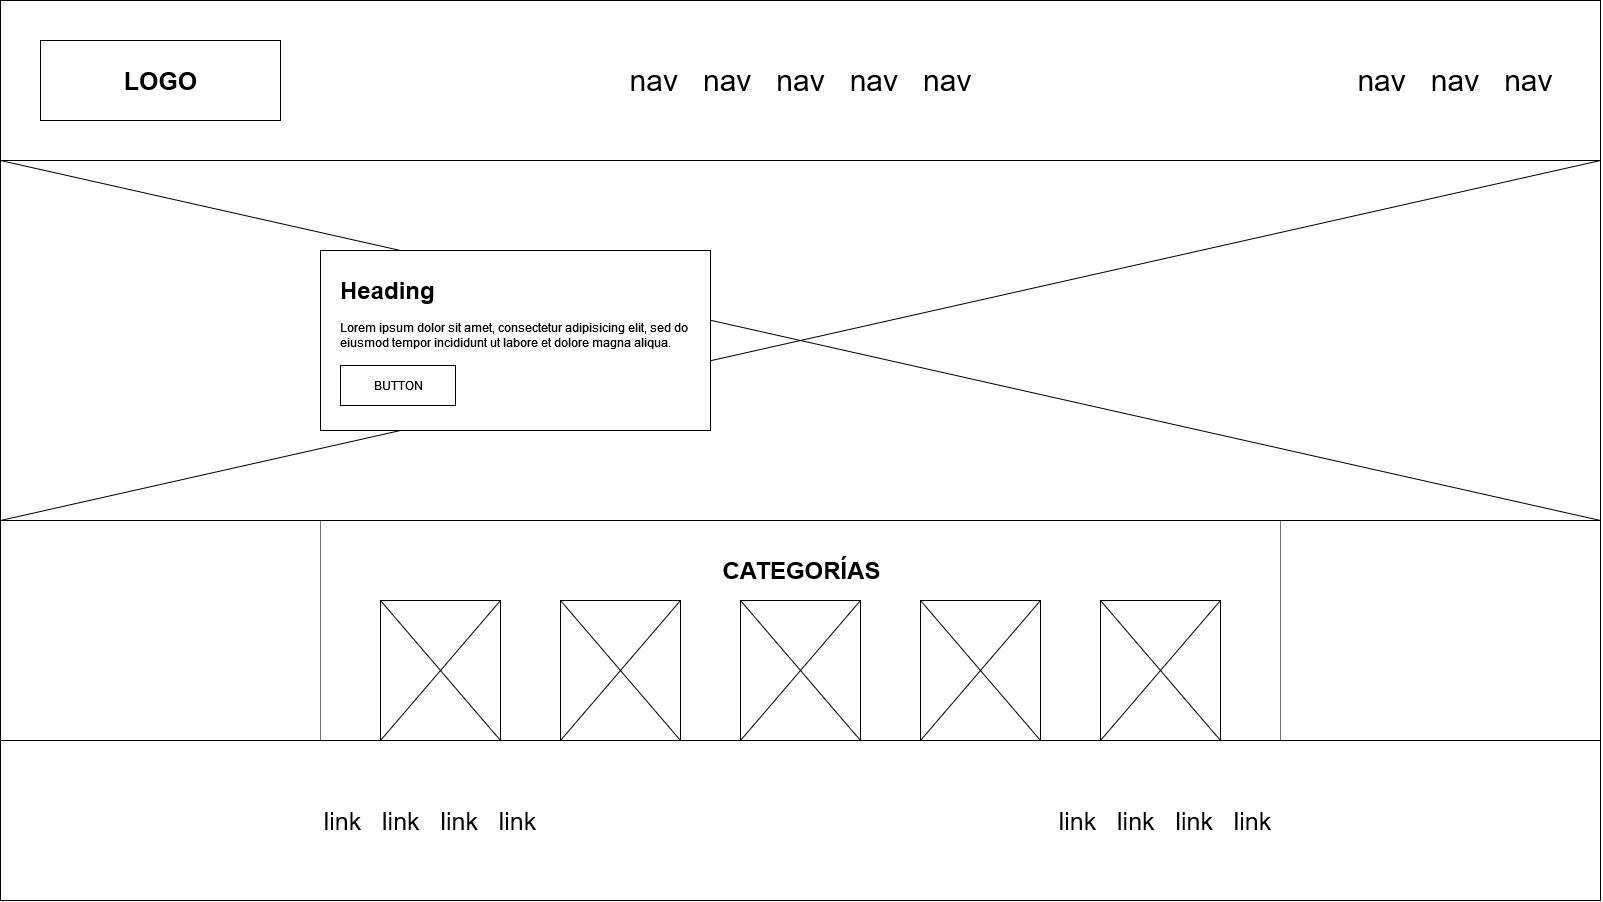 LOGO
nav nav nav nav nav
nav nav nav
Heading
Lorem ipsum dolor sit amet, consectetur adipisicing elit, sed do
eiusmod tempor incididunt ut labore et dolore magna aliqua.
BUTTON
CATEGORÍAS
link link link link
link link link link